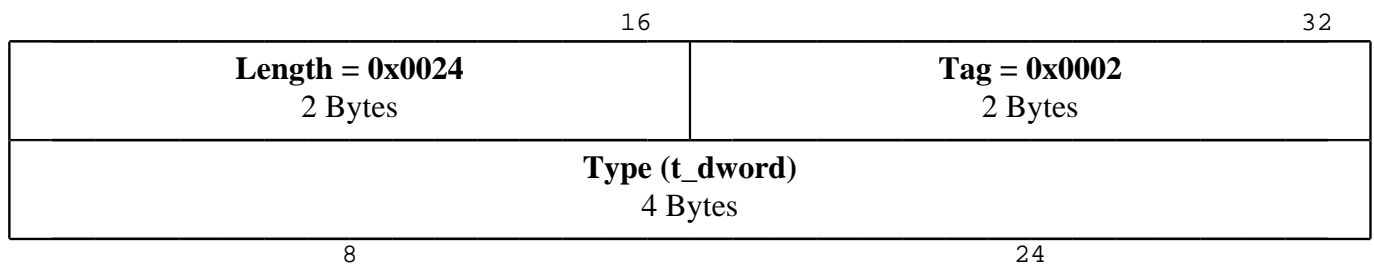 16 32
Length = 0x0024 Tag = 0x0002
2 Bytes 2 Bytes
Type (t_dword)
4 Bytes
8 24